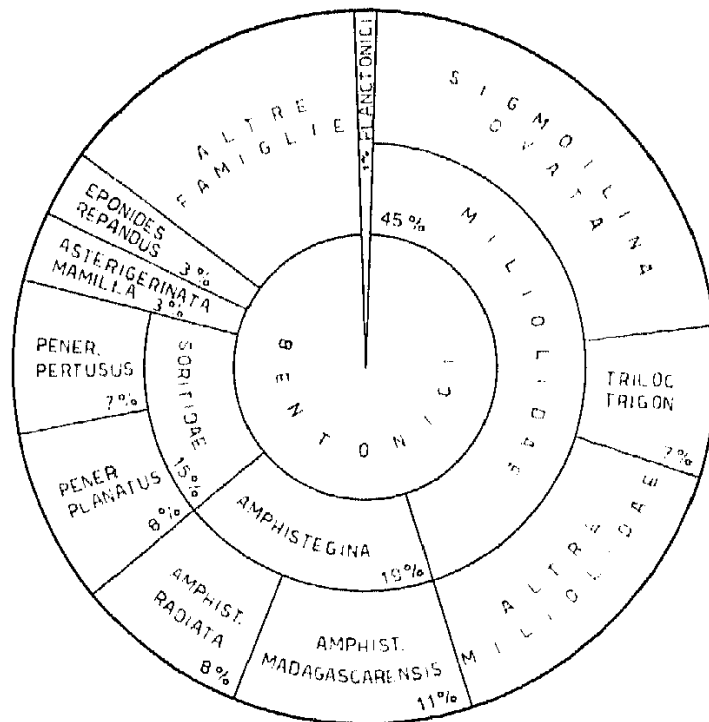 1% PLANCTONICI
SIGMOILINA
OVATA
45%
MILIOLIDAE
TRILOC
TRIGON
7%
ALTRE
MILIOLIDAE
BENTONICI
AMPHISTEGINA
19%
AMPHIST.
MADAGASCARENSIS
11%
AMPHIST.
RADIATA
8%
SORITIDAE
15%
PENER.
PLANATUS
8%
PENER.
PERTUSUS
7%
ASTERIGERINATA
MAMILLA
3%
EPONIDES
REPANDUS
3%
ALTRE
FAMIGLIE